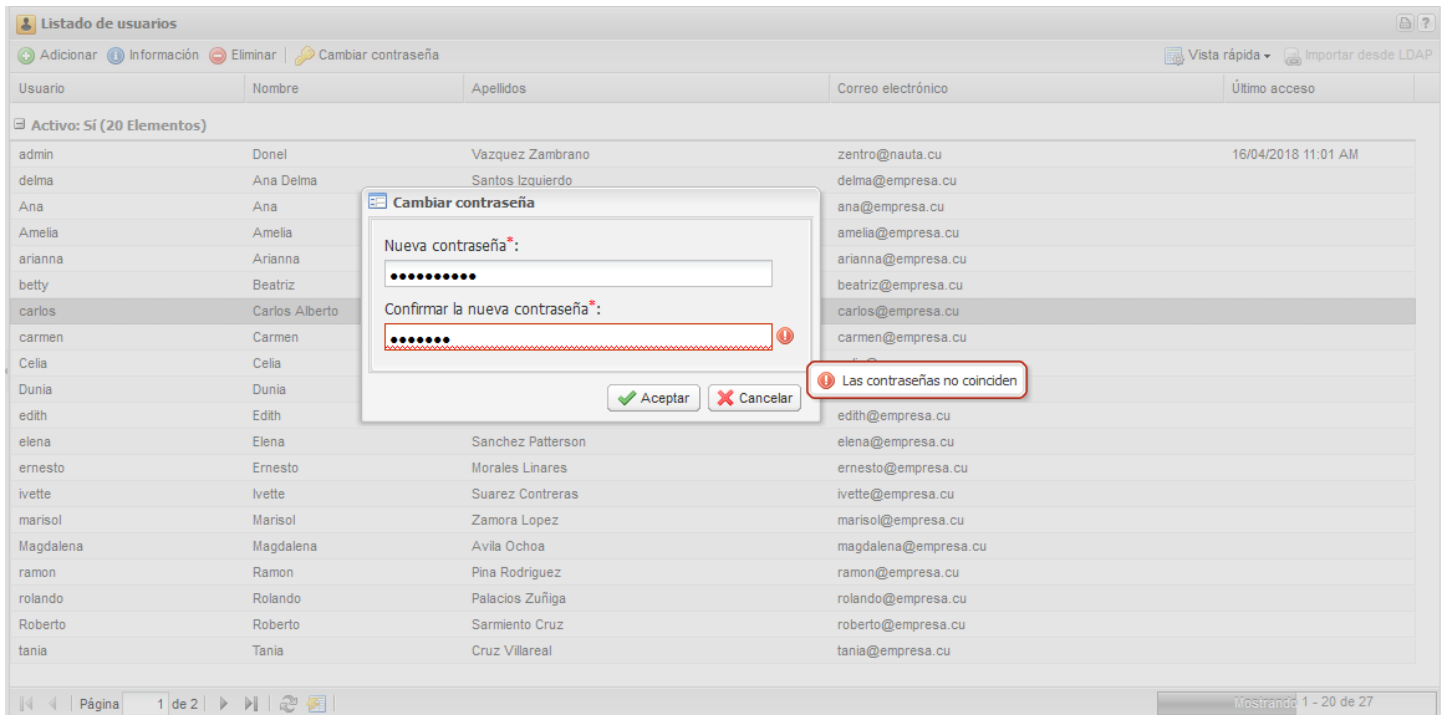 Listado de usuarios
Adicionar Información Eliminar Cambiar contraseña Vista rápida Importar desde LDAP
Usuario Nombre Apellidos Correo electrónico Último acceso
Activo: Sí (20 Elementos)
admin Donel Vazquez Zambrano zentro@nauta.cu 16/04/2018 11:01 AM
delma Ana Delma Santos Izquierdo delma@empresa.cu
Ana Ana ana@empresa.cu
Amelia Amelia amelia@empresa.cu
arianna Arianna arianna@empresa.cu
betty Beatriz beatriz@empresa.cu
carlos Carlos Alberto carlos@empresa.cu
carmen Carmen carmen@empresa.cu
Celia Celia
Dunia Dunia
edith Edith edith@empresa.cu
elena Elena Sanchez Patterson elena@empresa.cu
ernesto Ernesto Morales Linares ernesto@empresa.cu
ivette Ivette Suarez Contreras ivette@empresa.cu
marisol Marisol Zamora Lopez marisol@empresa.cu
Magdalena Magdalena Avila Ochoa magdalena@empresa.cu
ramon Ramon Pina Rodriguez ramon@empresa.cu
rolando Rolando Palacios Zuñiga rolando@empresa.cu
Roberto Roberto Sarmiento Cruz roberto@empresa.cu
tania Tania Cruz Villareal tania@empresa.cu
Cambiar contraseña
Nueva contraseña*:
••••••••••
Confirmar la nueva contraseña*:
•••••••
Las contraseñas no coinciden
Aceptar Cancelar
Página 1 de 2 Mostrando 1 - 20 de 27